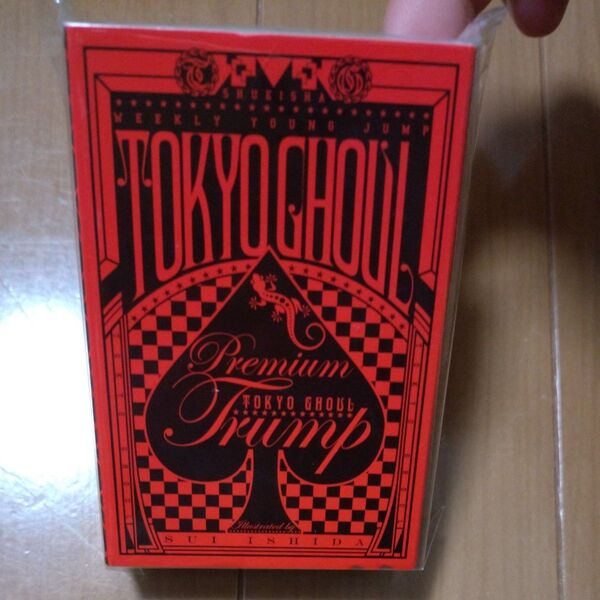 T G
SHUEISHA
WEEKLY YOUNG JUMP
TOKYO GHOUL
Premium
TOKYO GHOUL
Trump
Illustrated by
SUI ISHIDA